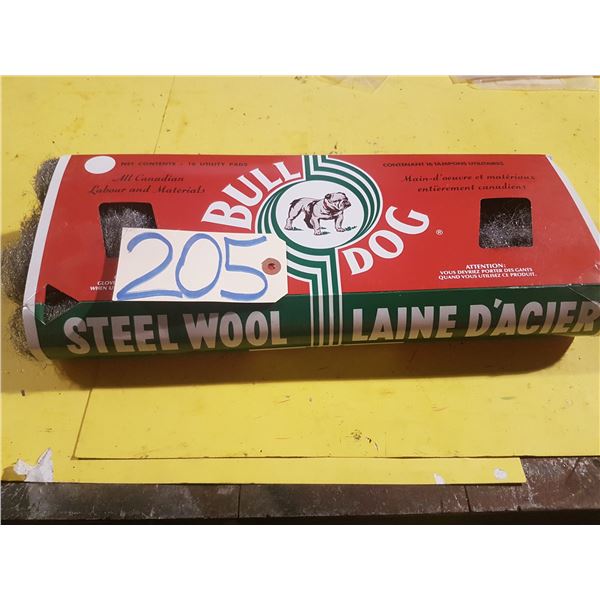 NET CONTENTS - 16 UTILITY PADS
CONTENANT 16 TAMPONS UTILITAIRES
All Canadian
Labour and Materials
Main-d'oeuvre et matériaux
entièrement canadiens
BULL
DOG ®
205
ATTENTION:
VOUS DEVRIEZ PORTER DES GANTS
QUAND VOUS UTILISEZ CE PRODUIT.
STEEL WOOL
LAINE D'ACIER